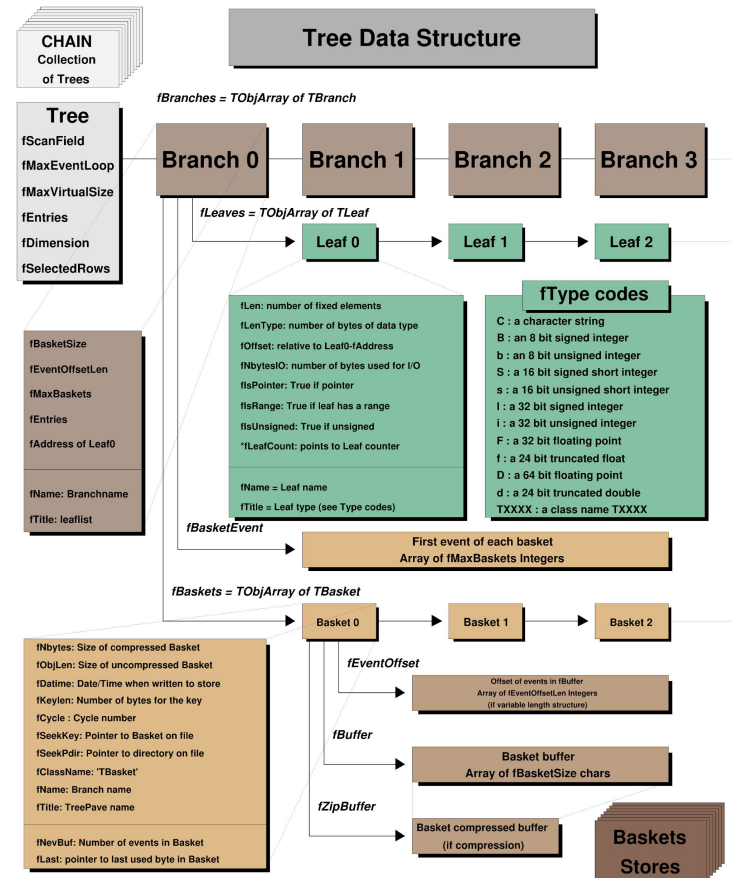 CHAIN
Collection
of Trees
Tree Data Structure
fBranches = TObjArray of TBranch
Tree
fScanField
fMaxEventLoop
fMaxVirtualSize
fEntries
fDimension
fSelectedRows
Branch 0
Branch 1
Branch 2
Branch 3
fLeaves = TObjArray of TLeaf
Leaf 0
Leaf 1
Leaf 2
fBasketSize
fEventOffsetLen
fMaxBaskets
fEntries
fAddress of Leaf0
fName: Branchname
fTitle: leaflist
fLen: number of fixed elements
fLenType: number of bytes of data type
fOffset: relative to Leaf0-fAddress
fNbytesIO: number of bytes used for I/O
fIsPointer: True if pointer
fIsRange: True if leaf has a range
fIsUnsigned: True if unsigned
*fLeafCount: points to Leaf counter
fName = Leaf name
fTitle = Leaf type (see Type codes)
fType codes
C : a character string
B : an 8 bit signed integer
b : an 8 bit unsigned integer
S : a 16 bit signed short integer
s : a 16 bit unsigned short integer
I : a 32 bit signed integer
i : a 32 bit unsigned integer
F : a 32 bit floating point
f : a 24 bit truncated float
D : a 64 bit floating point
d : a 24 bit truncated double
TXXXX : a class name TXXXX
fBasketEvent
First event of each basket
Array of fMaxBaskets Integers
fBaskets = TObjArray of TBasket
Basket 0
Basket 1
Basket 2
fNbytes: Size of compressed Basket
fObjLen: Size of uncompressed Basket
fDatime: Date/Time when written to store
fKeylen: Number of bytes for the key
fCycle : Cycle number
fSeekKey: Pointer to Basket on file
fSeekPdir: Pointer to directory on file
fClassName: 'TBasket'
fName: Branch name
fTitle: TreePave name
fNevBuf: Number of events in Basket
fLast: pointer to last used byte in Basket
fEventOffset
Offset of events in fBuffer
Array of fEventOffsetLen Integers
(if variable length structure)
fBuffer
Basket buffer
Array of fBasketSize chars
fZipBuffer
Basket compressed buffer
(if compression)
Baskets
Stores